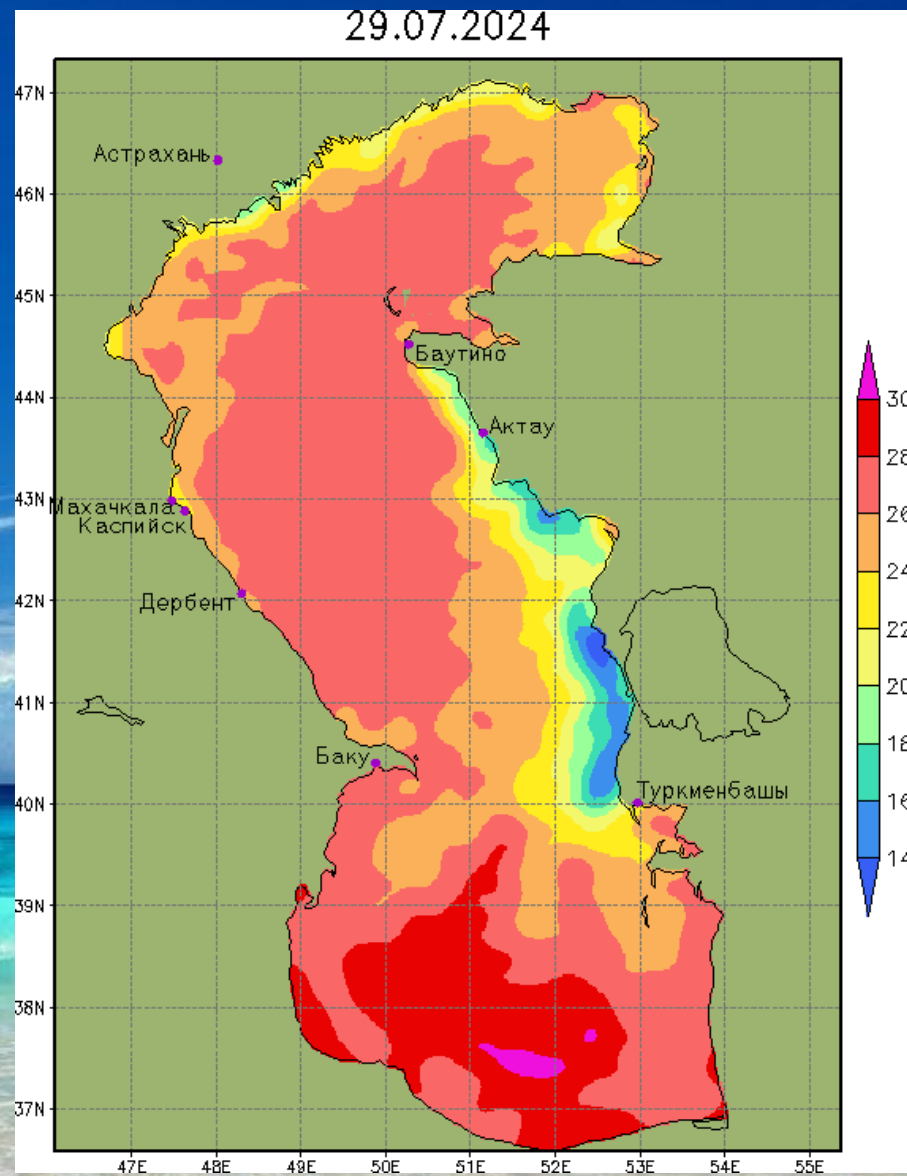 29.07.2024
47N
Астрахань
46N
45N
Баутино
44N
Актау
43N
Махачкала
Каспийск
42N
Дербент
41N
Баку
Туркменбашы
40N
39N
38N
37N
47E 48E 49E 50E 51E 52E 53E 54E 55E
30
28
26
24
22
20
18
16
14